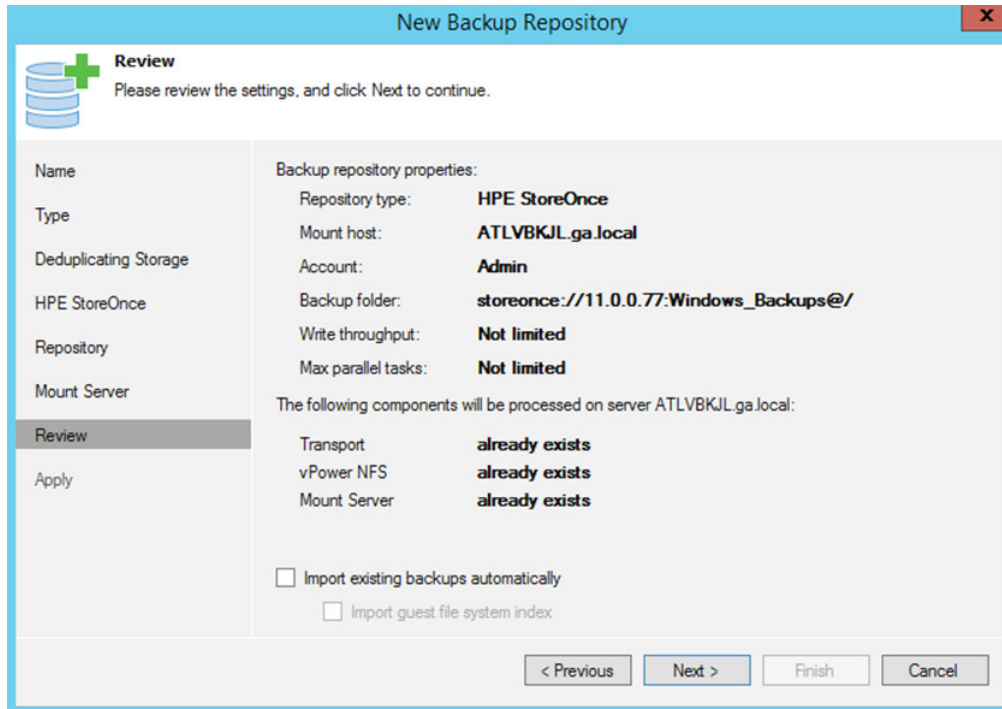 New Backup Repository
x
Review
Please review the settings, and click Next to continue.
Name
Type
Deduplicating Storage
HPE StoreOnce
Repository
Mount Server
Review
Apply
Backup repository properties:
Repository type: HPE StoreOnce
Mount host: ATLVBKJL.ga.local
Account: Admin
Backup folder: storeonce://11.0.0.77:Windows_Backups@/
Write throughput: Not limited
Max parallel tasks: Not limited
The following components will be processed on server ATLVBKJL.ga.local:
Transport already exists
vPower NFS already exists
Mount Server already exists
Import existing backups automatically
Import guest file system index
< Previous Next > Finish Cancel